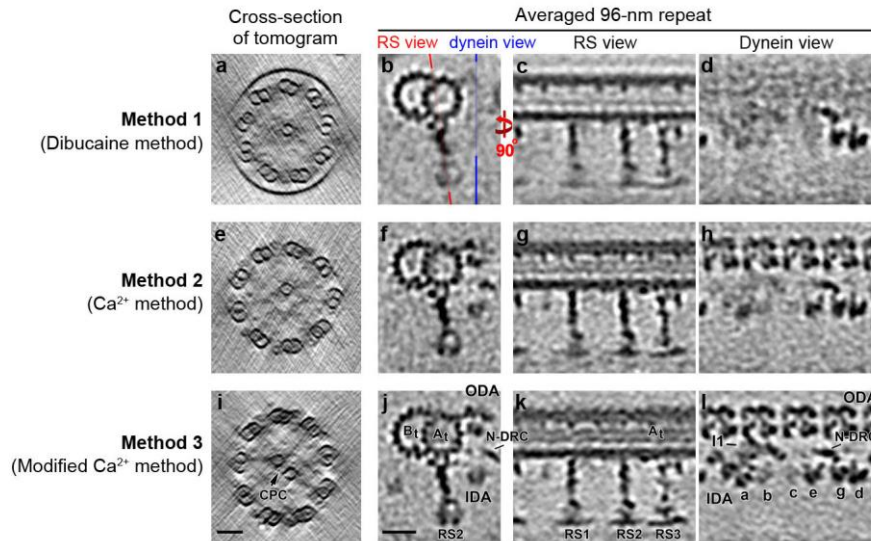 Cross-section
of tomogram
Averaged 96-nm repeat
RS view
dynein view
RS view
Dynein view
a
b
c
d
Method 1
(Dibucaine method)
90°
e
f
g
h
Method 2
(Ca²⁺ method)
i
j
k
l
ODA
ODA
Method 3
(Modified Ca²⁺ method)
Bt
At
N-DRC
At
I1
N-DRC
CPC
IDA
IDA
a
b
c
e
g
d
RS2
RS1
RS2
RS3